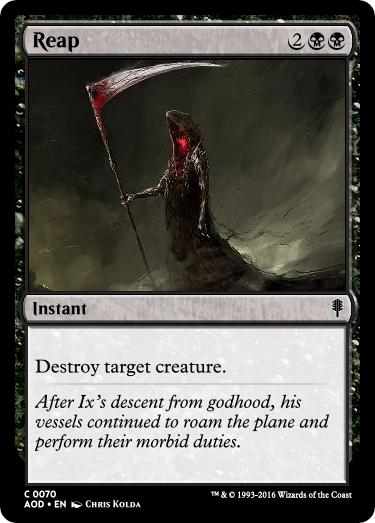 Reap 2
Instant
Destroy target creature.
After Ix's descent from godhood, his
vessels continued to roam the plane and
perform their morbid duties.
C 0070
AOD • EN Chris Kolda
™ & © 1993-2016 Wizards of the Coast